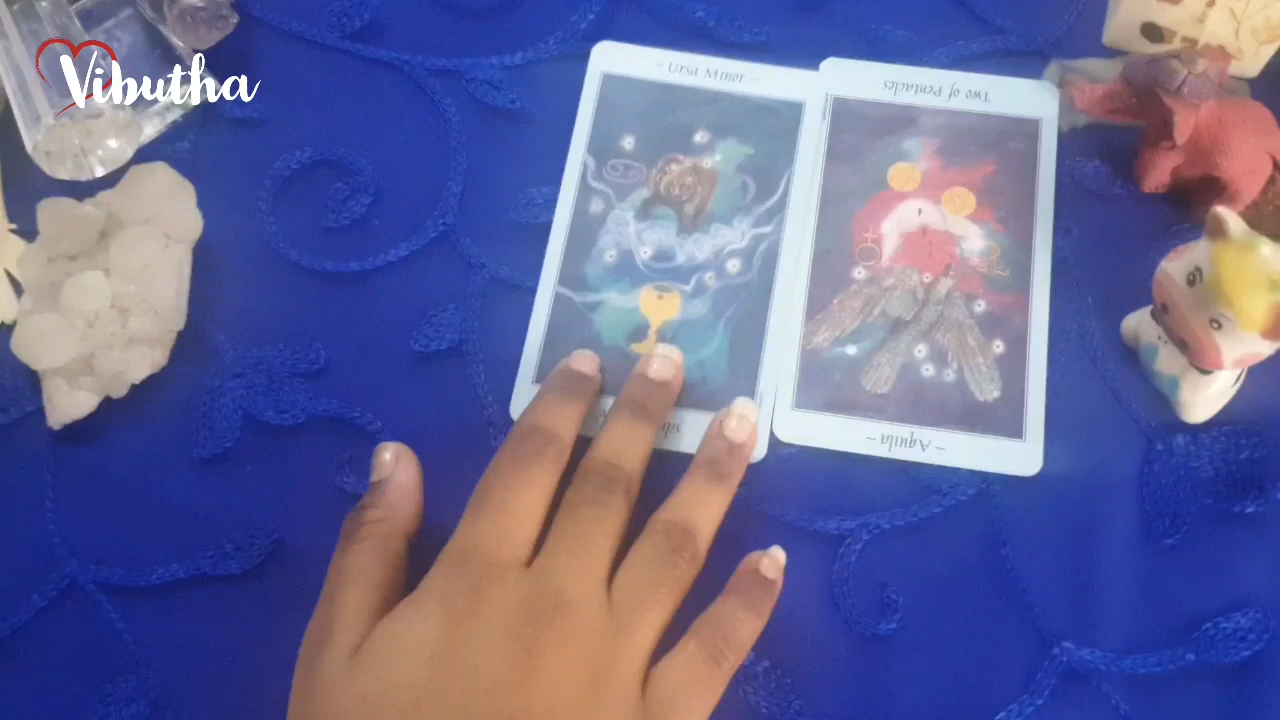 Vibutha
~ Ursa Minor ~
Two of Pentacles
~ Aquila ~